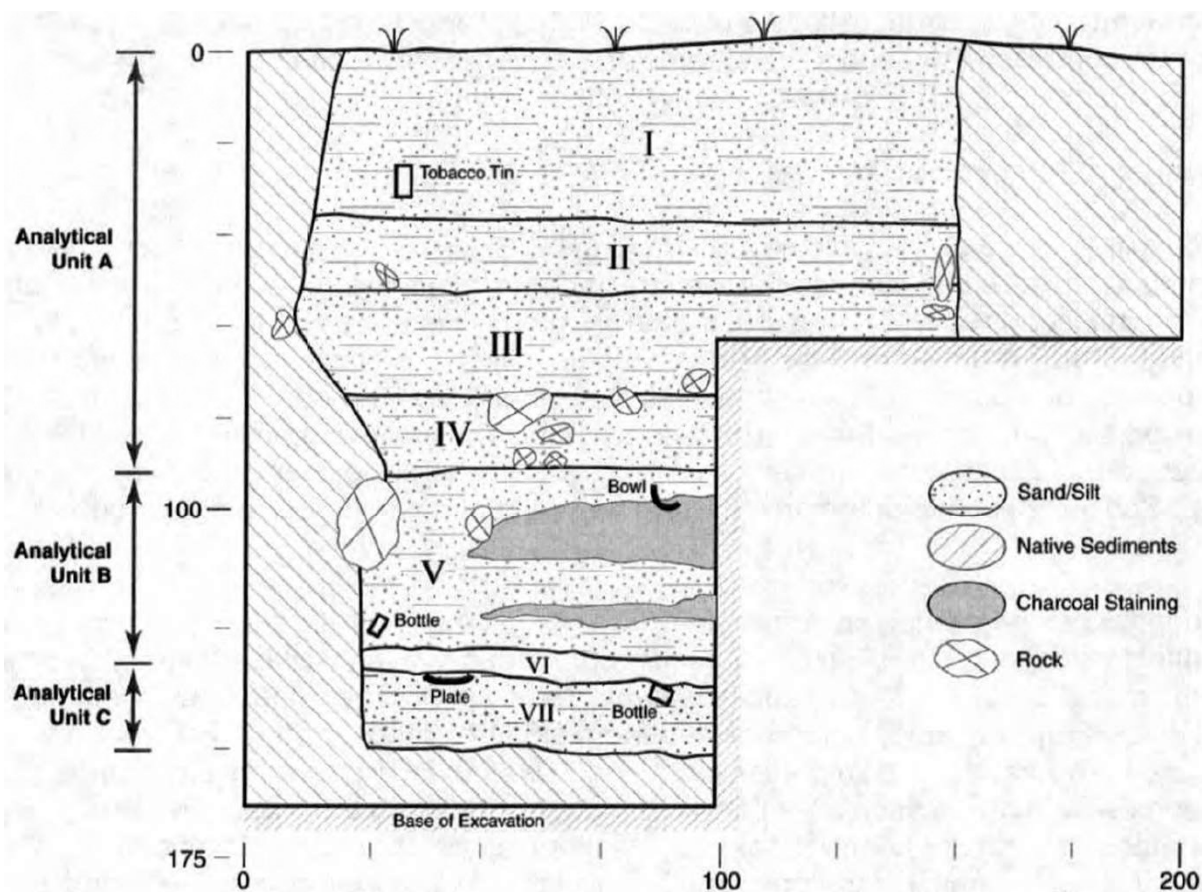 0
I
Tobacco Tin
Analytical
Unit A
II
III
IV
Bowl
100
Sand/Silt
Native Sediments
Analytical
Unit B
V
Charcoal Staining
Bottle
VI
Rock
Analytical
Unit C
Plate
VII
Bottle
Base of Excavation
175
0
100
200